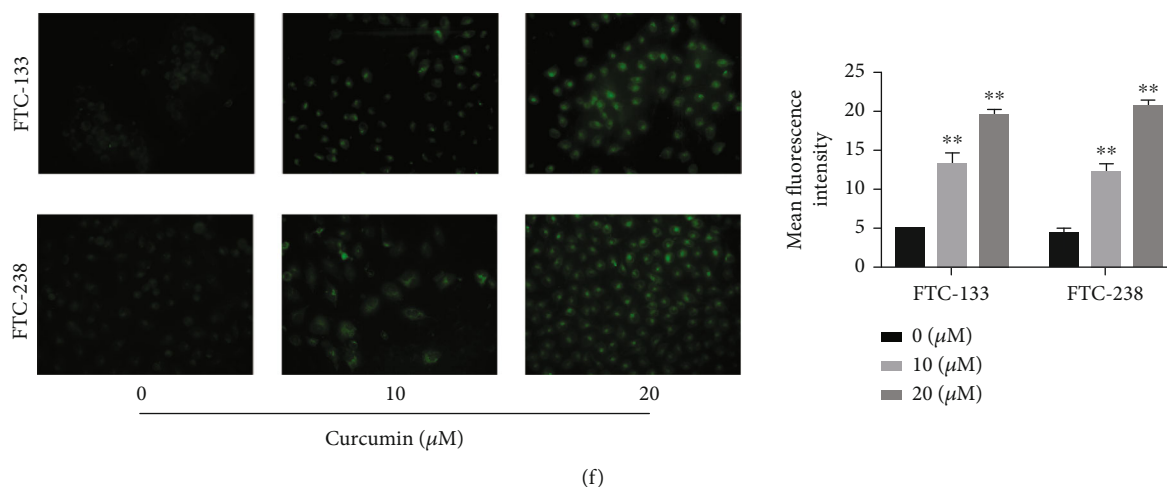 FTC-133
FTC-238
0
10
20
Curcumin (μM)
Mean fluorescence
intensity
25
20
15
10
5
0
**
**
**
**
FTC-133
FTC-238
0 (μM)
10 (μM)
20 (μM)
(f)